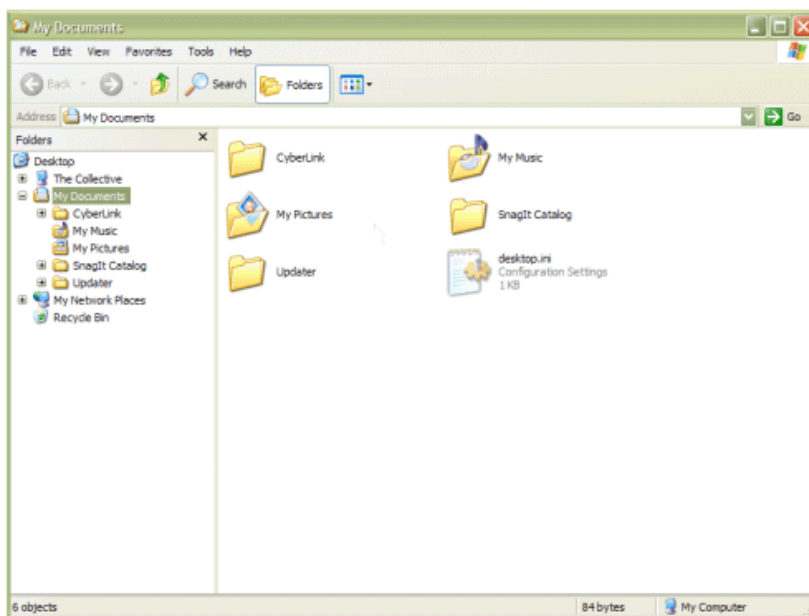 My Documents
File Edit View Favorites Tools Help
Back Search Folders
Address My Documents Go
Folders
Desktop
The Collective
My Documents
CyberLink
My Music
My Pictures
SnagIt Catalog
Updater
My Network Places
Recycle Bin
CyberLink
My Music
My Pictures
SnagIt Catalog
Updater
desktop.ini
Configuration Settings
1 KB
6 objects 84 bytes My Computer